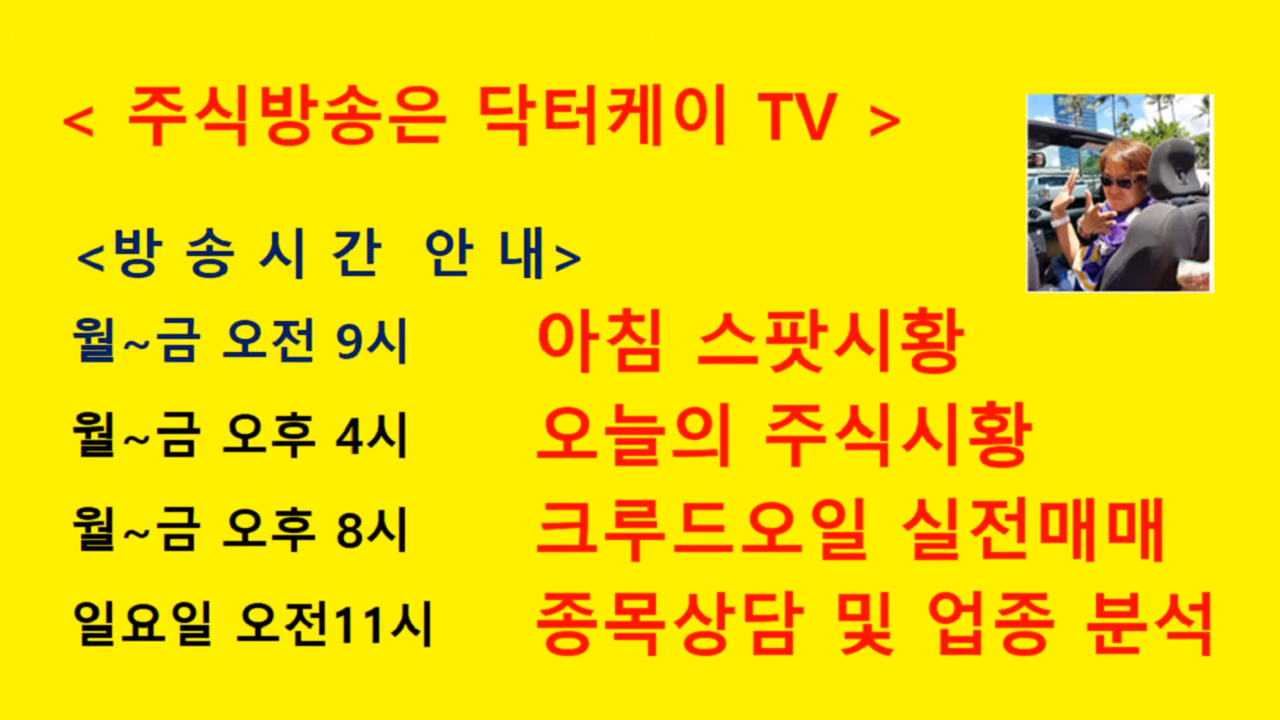 < 주식방송은 닥터케이 TV >
<방 송 시 간 안 내>
월~금 오전 9시 아침 스팟시황
월~금 오후 4시 오늘의 주식시황
월~금 오후 8시 크루드오일 실전매매
일요일 오전11시 종목상담 및 업종 분석